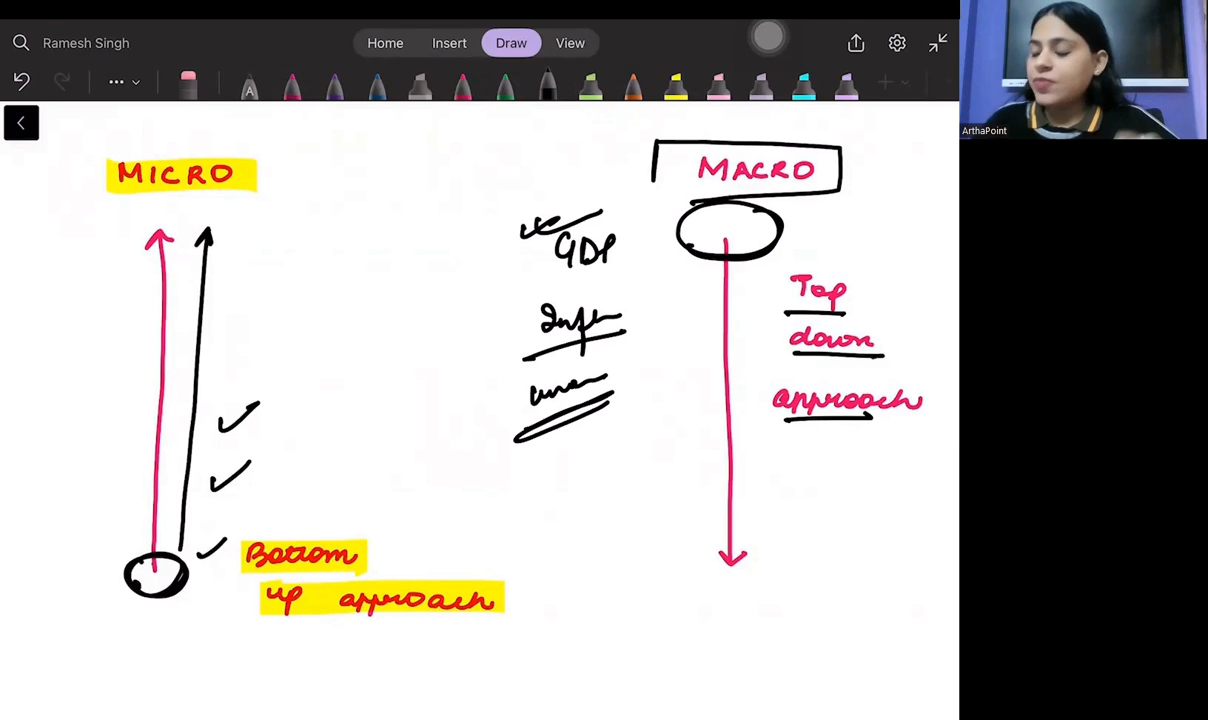 Ramesh Singh
Home Insert Draw View
A
ArthaPoint
MICRO
MACRO
GDP
Top
down
approach
Bottom
up approach